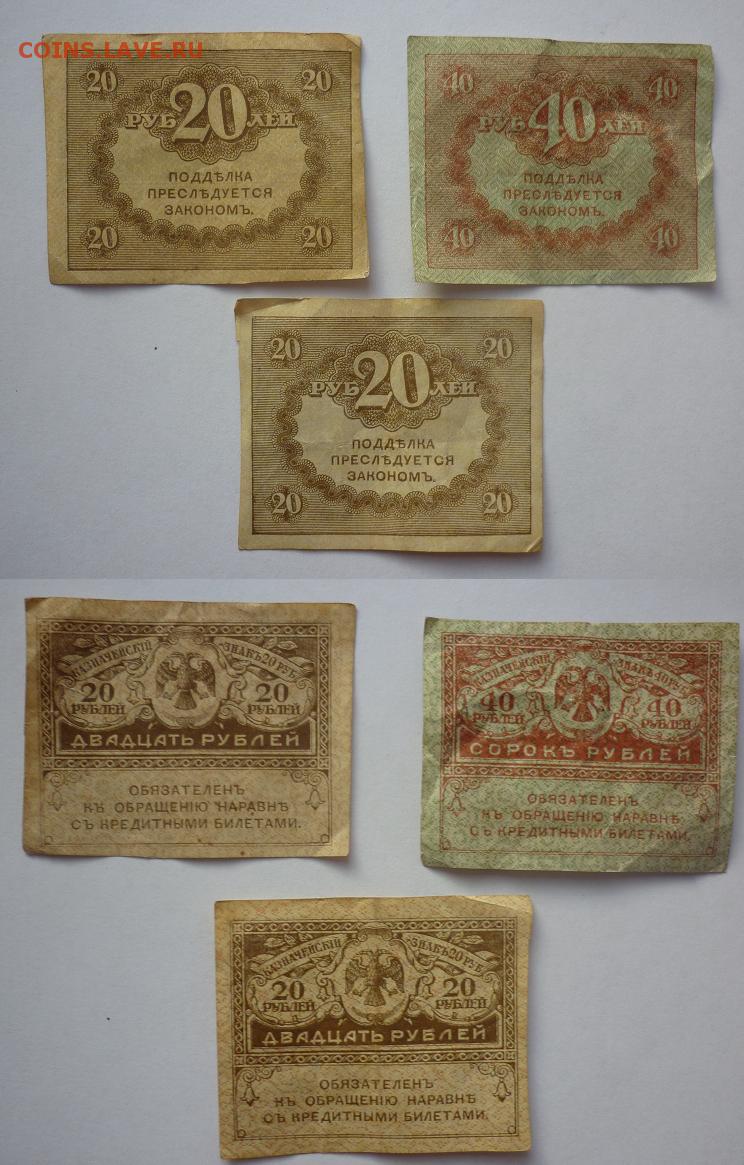 COINS.LAVE.RU
20 20
РУБ 20 ЛЕЙ
ПОДДѢЛКА
ПРЕСЛѢДУЕТСЯ
ЗАКОНОМЪ.
20 20
40 40
РУБ 40 ЛЕЙ
ПОДДѢЛКА
ПРЕСЛѢДУЕТСЯ
ЗАКОНОМЪ.
40 40
20 20
РУБ 20 ЛЕЙ
ПОДДѢЛКА
ПРЕСЛѢДУЕТСЯ
ЗАКОНОМЪ.
20 20
КАЗНАЧЕЙСКІЙ ЗНАКЪ 20 РУБ.
20 20
РУБЛЕЙ РУБЛЕЙ
ДВАДЦАТЬ РУБЛЕЙ
ОБЯЗАТЕЛЕНЪ
КЪ ОБРАЩЕНІЮ НАРАВНѢ
СЪ КРЕДИТНЫМИ БИЛЕТАМИ.
КАЗНАЧЕЙСКІЙ ЗНАКЪ 40 РУБ.
40 40
РУБЛЕЙ РУБЛЕЙ
СОРОКЪ РУБЛЕЙ
ОБЯЗАТЕЛЕНЪ
КЪ ОБРАЩЕНІЮ НАРАВНѢ
СЪ КРЕДИТНЫМИ БИЛЕТАМИ.
КАЗНАЧЕЙСКІЙ ЗНАКЪ 20 РУБ.
20 20
РУБЛЕЙ РУБЛЕЙ
ДВАДЦАТЬ РУБЛЕЙ
ОБЯЗАТЕЛЕНЪ
КЪ ОБРАЩЕНІЮ НАРАВНѢ
СЪ КРЕДИТНЫМИ БИЛЕТАМИ.